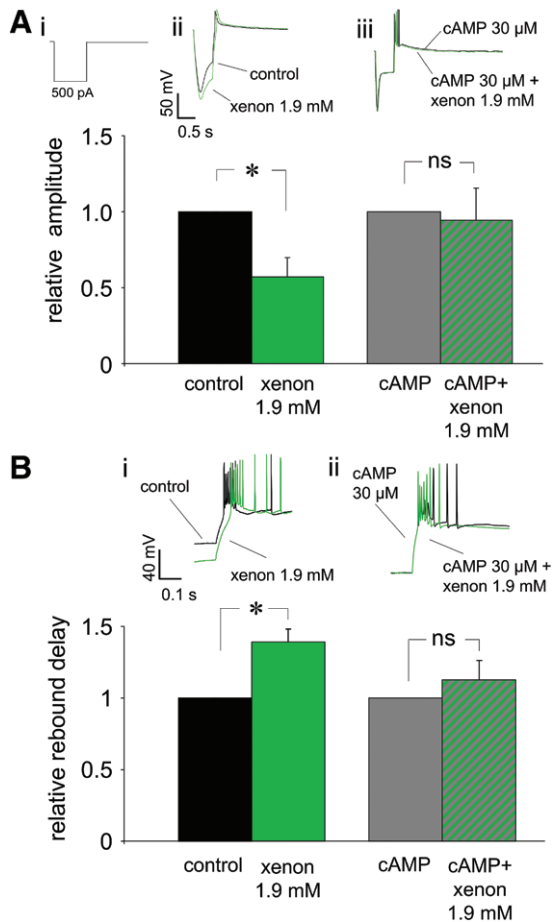 A
i
500 pA
ii
control
xenon 1.9 mM
50 mV
0.5 s
iii
cAMP 30 µM
cAMP 30 µM +
xenon 1.9 mM
relative amplitude
1.5
1.0
0.5
0
*
ns
control
xenon
1.9 mM
cAMP
cAMP+
xenon
1.9 mM
B
i
control
xenon 1.9 mM
40 mV
0.1 s
ii
cAMP
30 µM
cAMP 30 µM +
xenon 1.9 mM
relative rebound delay
1.5
1
0.5
0
*
ns
control
xenon
1.9 mM
cAMP
cAMP+
xenon
1.9 mM